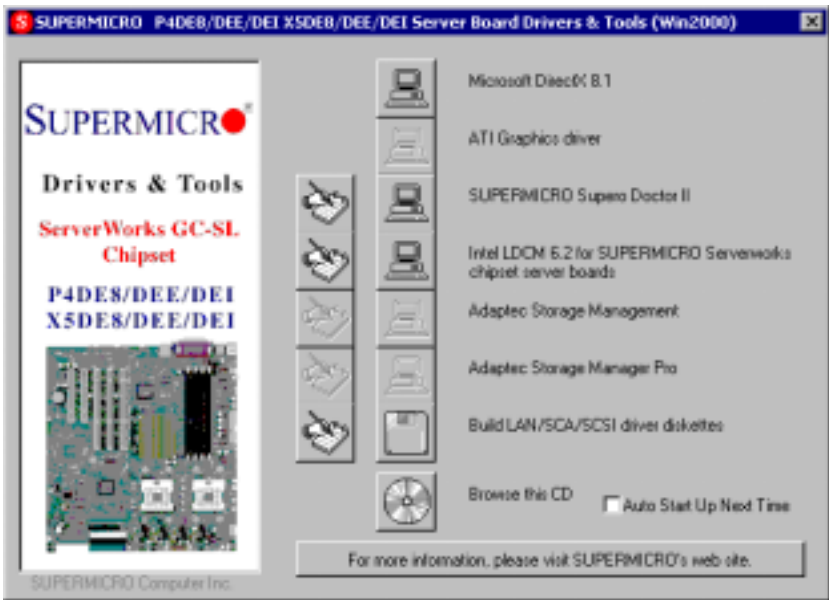 SUPERMICRO P4DE8/DEE/DEI X5DE8/DEE/DEI Server Board Drivers & Tools (Win2000)
SUPERMICRO®
Drivers & Tools
ServerWorks GC-SL
Chipset
P4DE8/DEE/DEI
X5DE8/DEE/DEI
SUPERMICRO Computer Inc.
Microsoft DirectX 8.1
ATI Graphics driver
SUPERMICRO Supero Doctor II
Intel LDCM 6.2 for SUPERMICRO Serverworks
chipset server boards
Adaptec Storage Management
Adaptec Storage Manager Pro
Build LAN/SCA/SCSI driver diskettes
Browse this CD
Auto Start Up Next Time
For more information, please visit SUPERMICRO's web site.